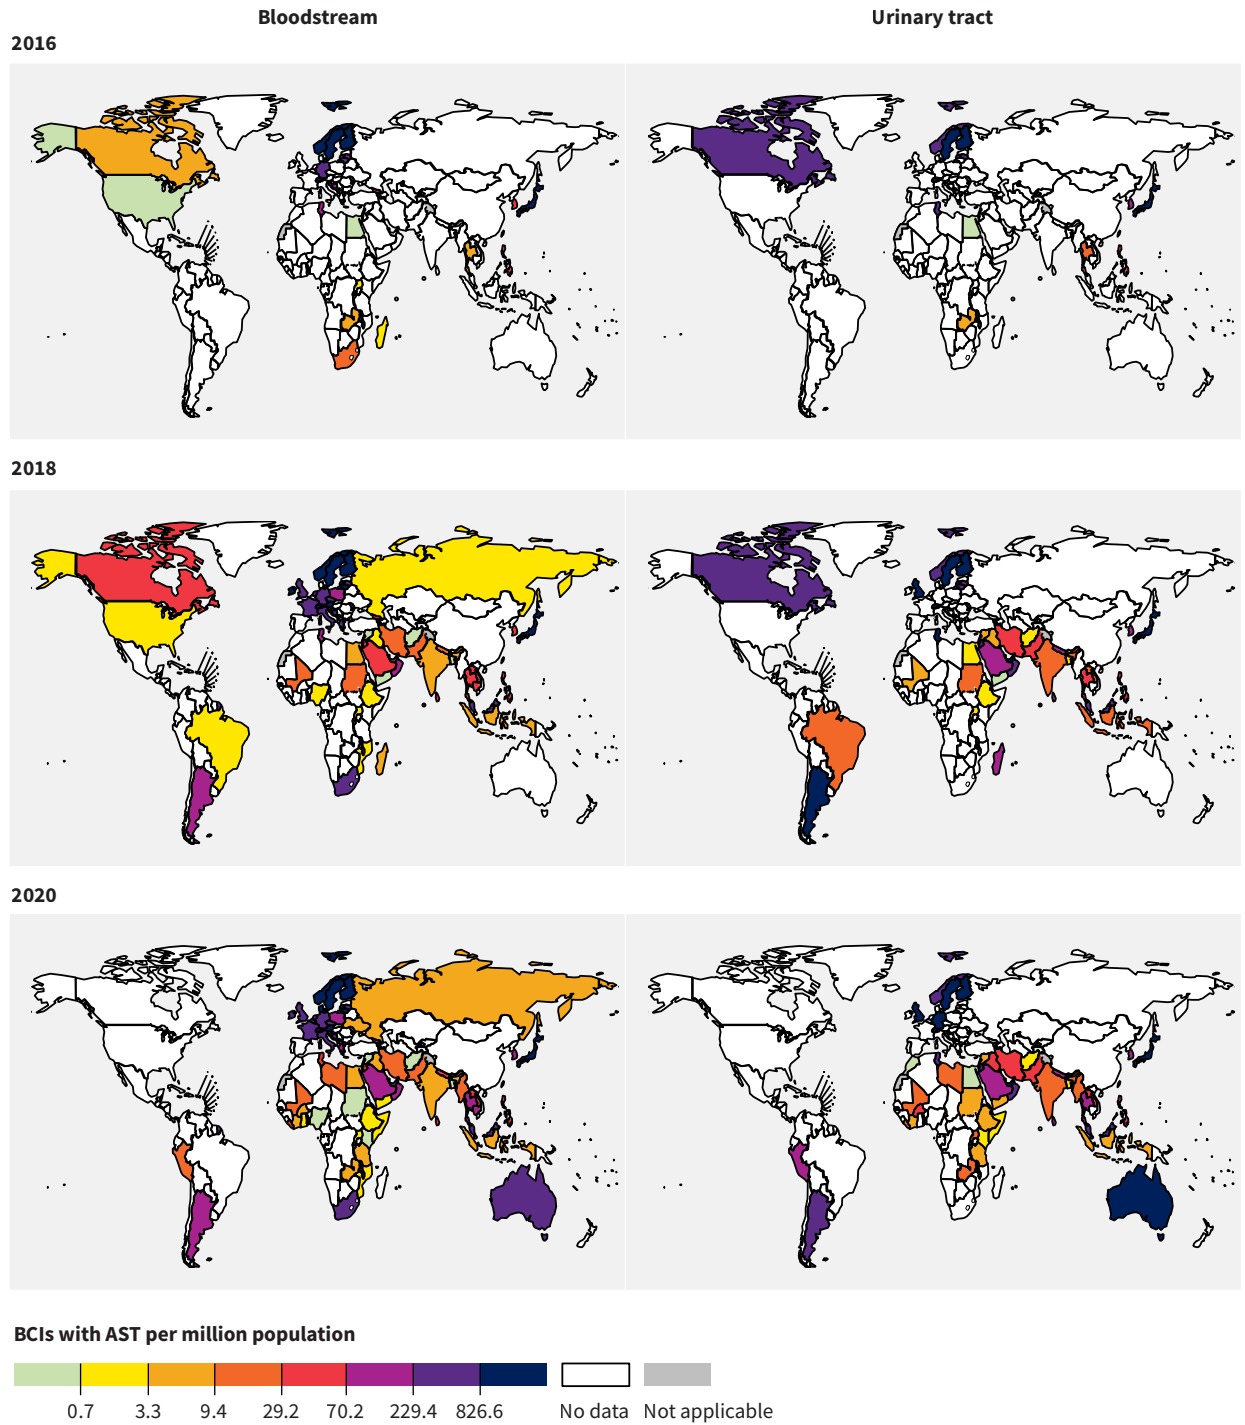 Bloodstream
Urinary tract
2016
2018
2020
BCIs with AST per million population
0.7 3.3 9.4 29.2 70.2 229.4 826.6 No data Not applicable